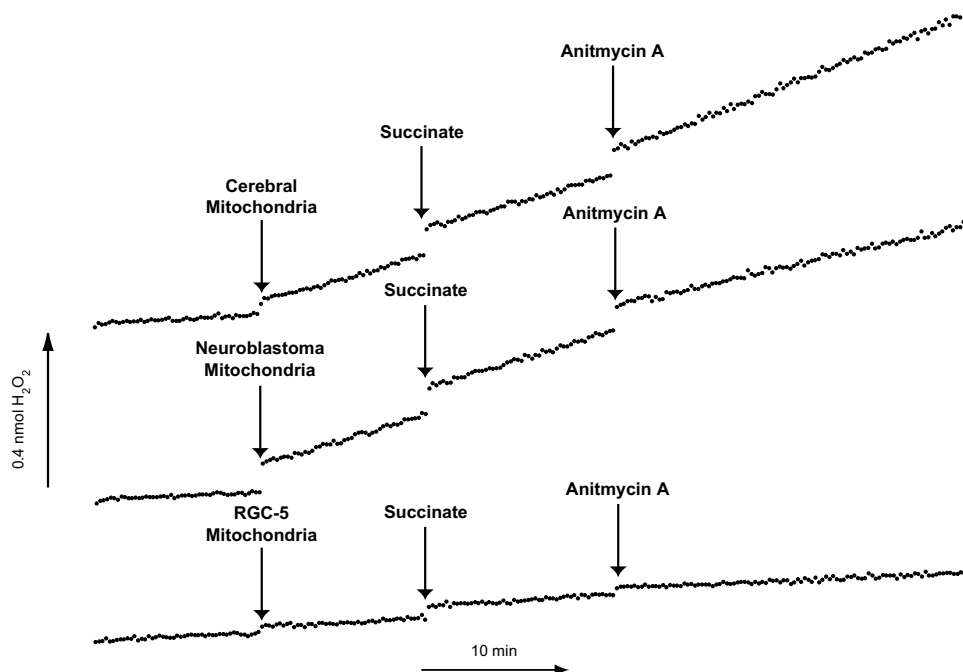 Anitmycin A
Succinate
Cerebral
Mitochondria
Anitmycin A
Succinate
Neuroblastoma
Mitochondria
0.4 nmol H₂O₂
Anitmycin A
Succinate
RGC-5
Mitochondria
10 min